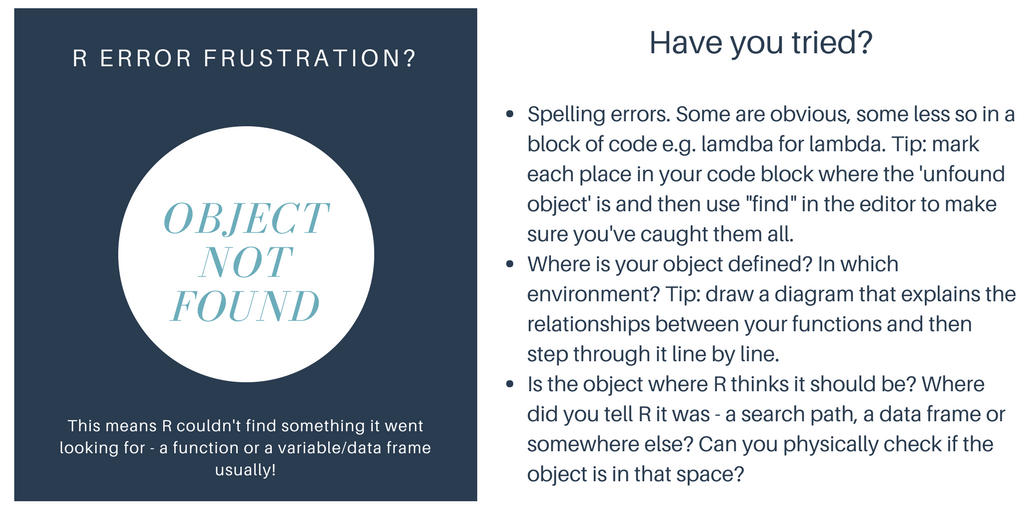 R ERROR FRUSTRATION?
OBJECT
NOT
FOUND
This means R couldn't find something it went
looking for - a function or a variable/data frame
usually!
Have you tried?
• Spelling errors. Some are obvious, some less so in a
block of code e.g. lamdba for lambda. Tip: mark
each place in your code block where the 'unfound
object' is and then use "find" in the editor to make
sure you've caught them all.
• Where is your object defined? In which
environment? Tip: draw a diagram that explains the
relationships between your functions and then
step through it line by line.
• Is the object where R thinks it should be? Where
did you tell R it was - a search path, a data frame or
somewhere else? Can you physically check if the
object is in that space?